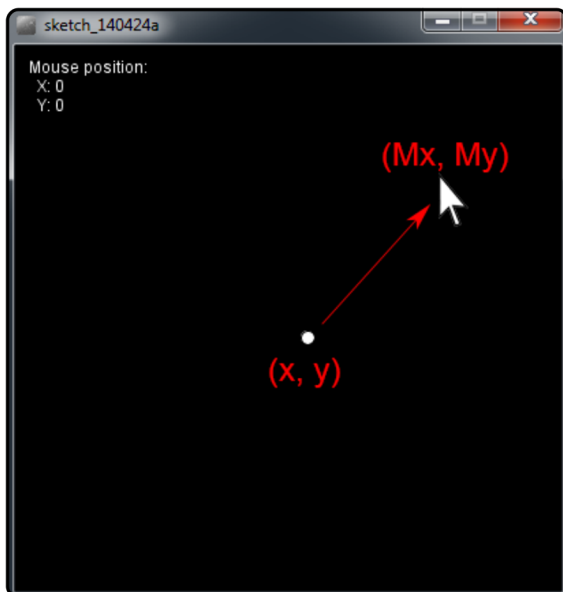 sketch_140424a
Mouse position:
X: 0
Y: 0
(Mx, My)
(x, y)